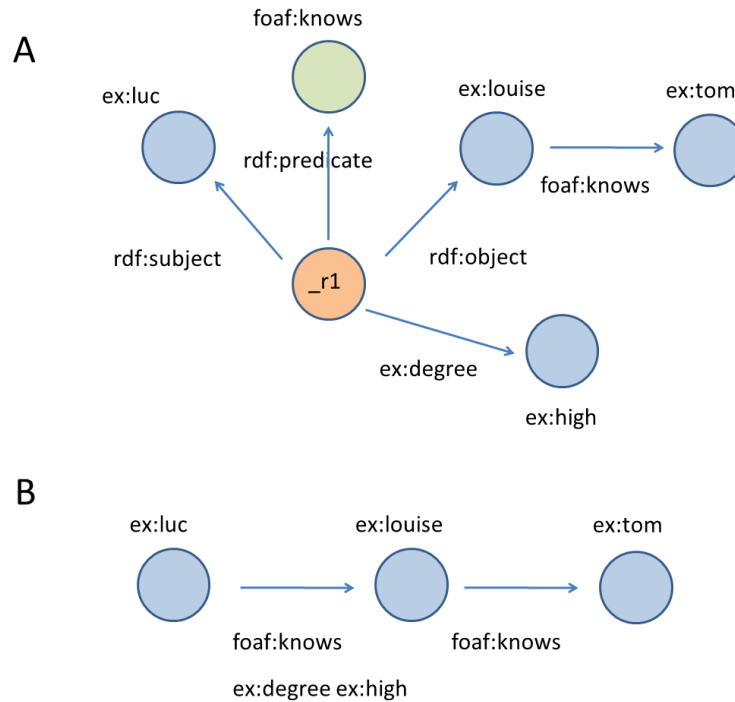 foaf:knows
A
ex:luc
ex:louise
ex:tom
rdf:predicate
foaf:knows
rdf:subject
rdf:object
_r1
ex:degree
ex:high
B
ex:luc
ex:louise
ex:tom
foaf:knows
foaf:knows
ex:degree ex:high